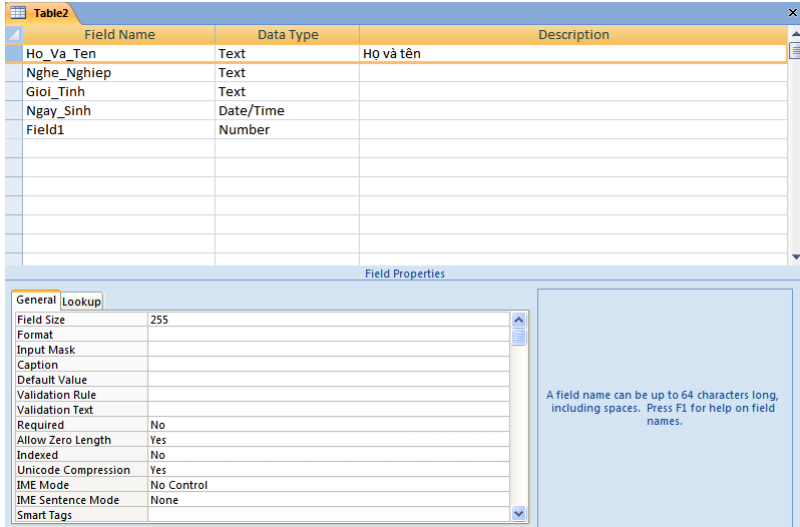 Table2 ×
Field Name Data Type Description
Ho_Va_Ten Text Họ và tên
Nghe_Nghiep Text
Gioi_Tinh Text
Ngay_Sinh Date/Time
Field1 Number
Field Properties
General Lookup
Field Size 255
Format
Input Mask
Caption
Default Value
Validation Rule
Validation Text
Required No
Allow Zero Length Yes
Indexed No
Unicode Compression Yes
IME Mode No Control
IME Sentence Mode None
Smart Tags
A field name can be up to 64 characters long,
including spaces. Press F1 for help on field
names.